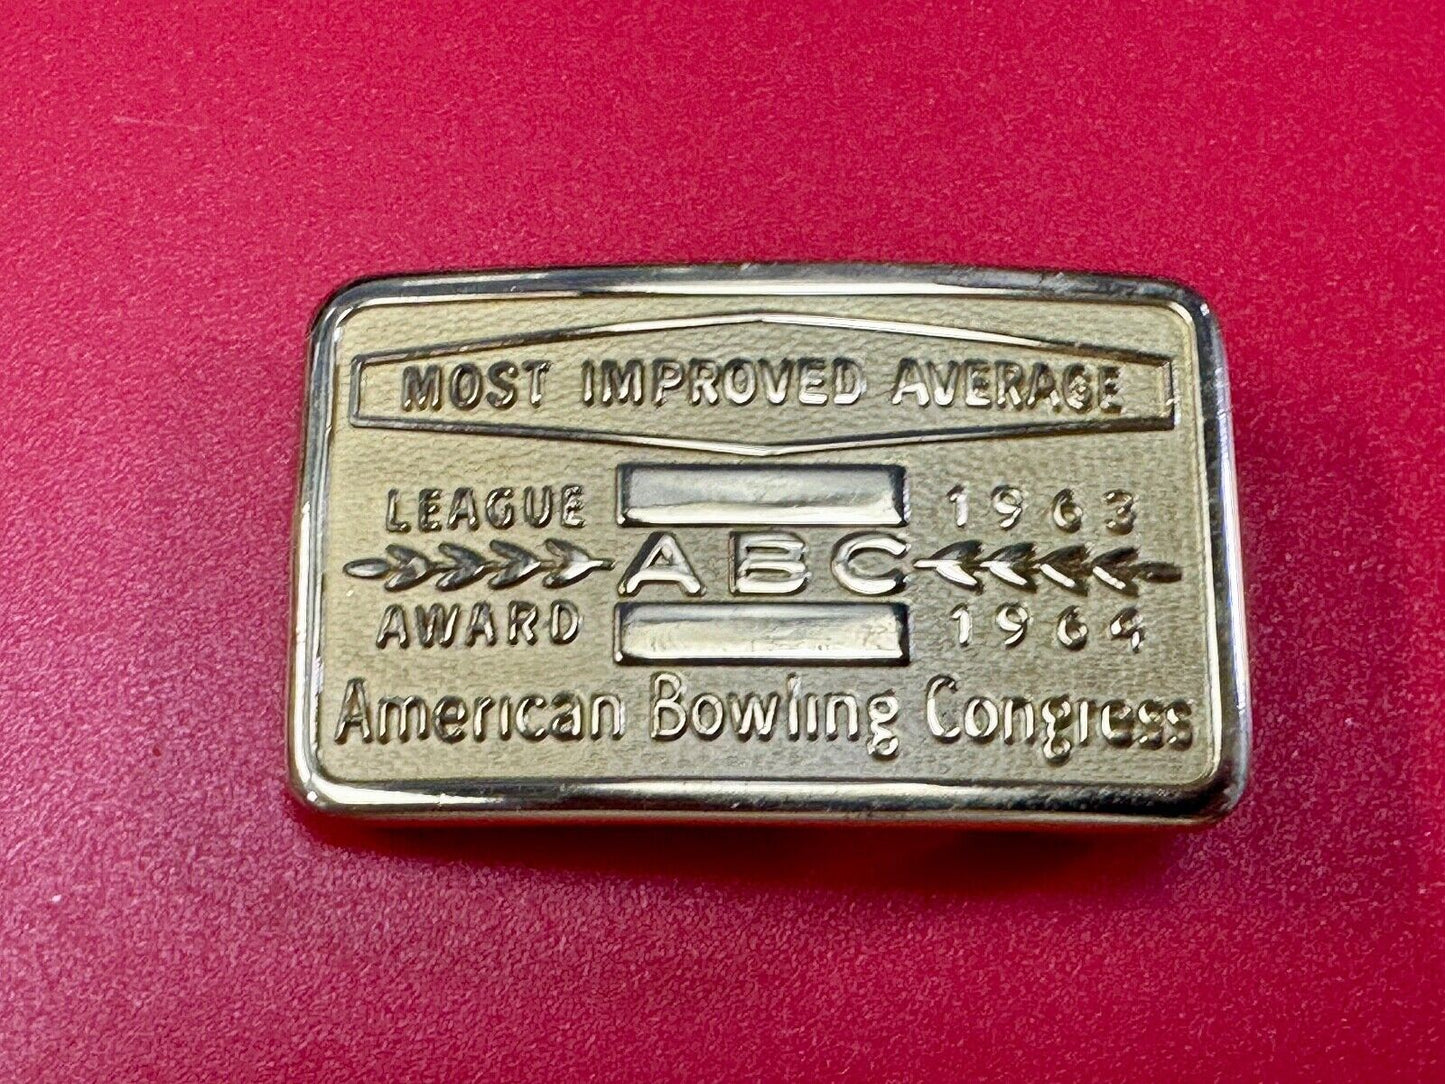 MOST IMPROVED AVERAGE
LEAGUE 1963
ABC
AWARD 1964
American Bowling Congress